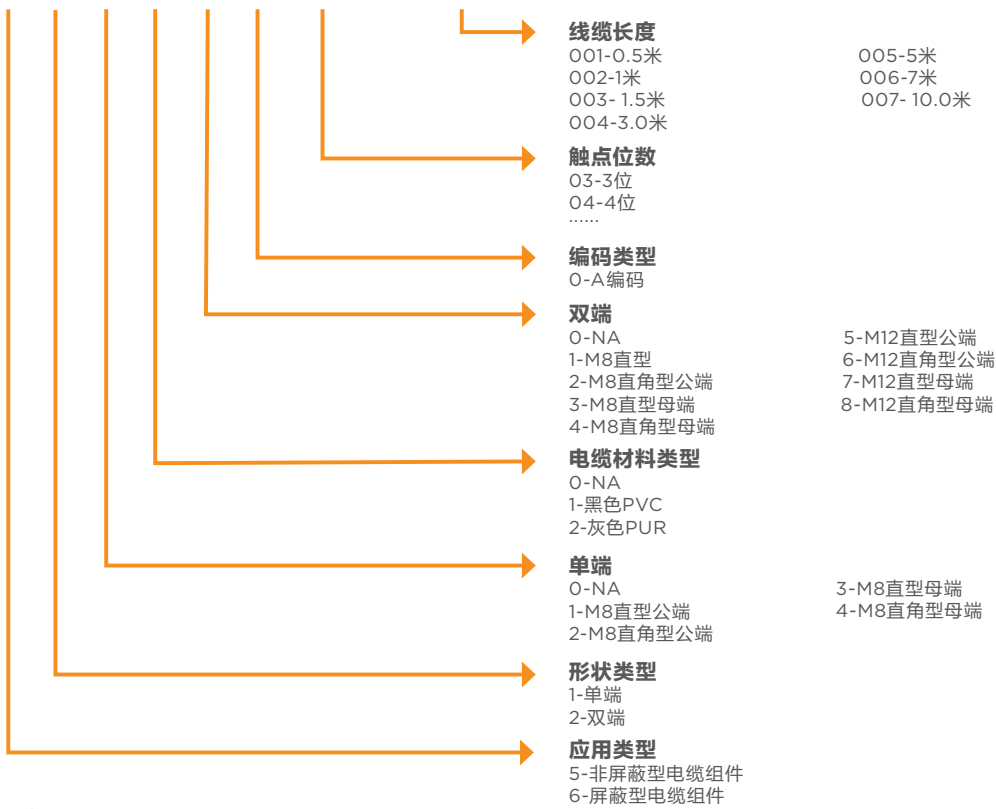 线缆长度
001-0.5米 005-5米
002-1米 006-7米
003- 1.5米 007- 10.0米
004-3.0米
触点位数
03-3位
04-4位
······
编码类型
0-A编码
双端
0-NA 5-M12直型公端
1-M8直型 6-M12直角型公端
2-M8直角型公端 7-M12直型母端
3-M8直型母端 8-M12直角型母端
4-M8直角型母端
电缆材料类型
0-NA
1-黑色PVC
2-灰色PUR
单端
0-NA 3-M8直型母端
1-M8直型公端 4-M8直角型母端
2-M8直角型公端
形状类型
1-单端
2-双端
应用类型
5-非屏蔽型电缆组件
6-屏蔽型电缆组件